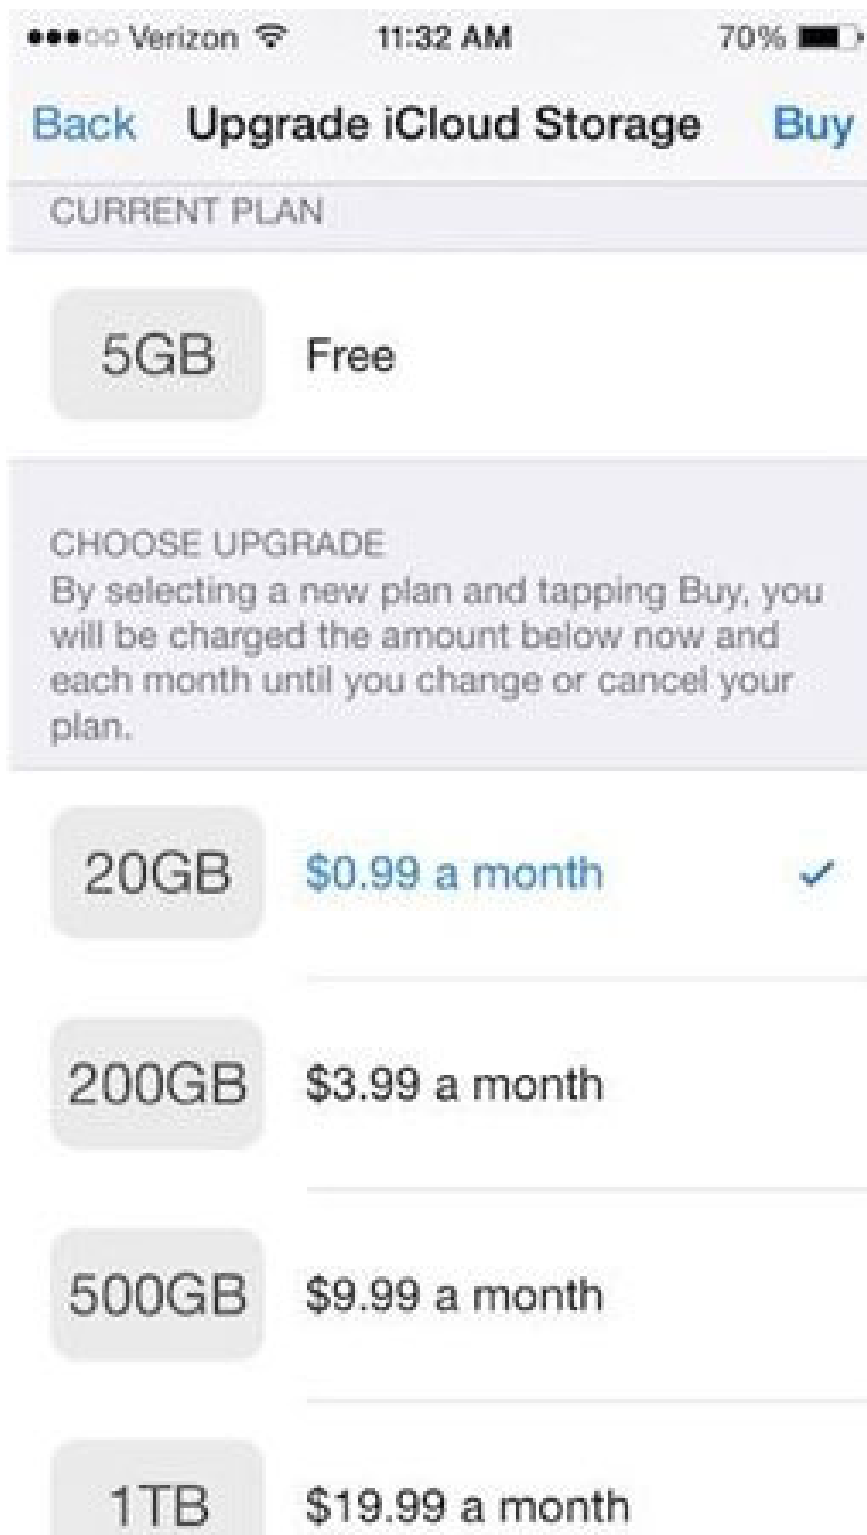 Verizon 11:32 AM 70%
Back Upgrade iCloud Storage Buy
CURRENT PLAN
5GB Free
CHOOSE UPGRADE
By selecting a new plan and tapping Buy, you
will be charged the amount below now and
each month until you change or cancel your
plan.
20GB $0.99 a month
200GB $3.99 a month
500GB $9.99 a month
1TB $19.99 a month